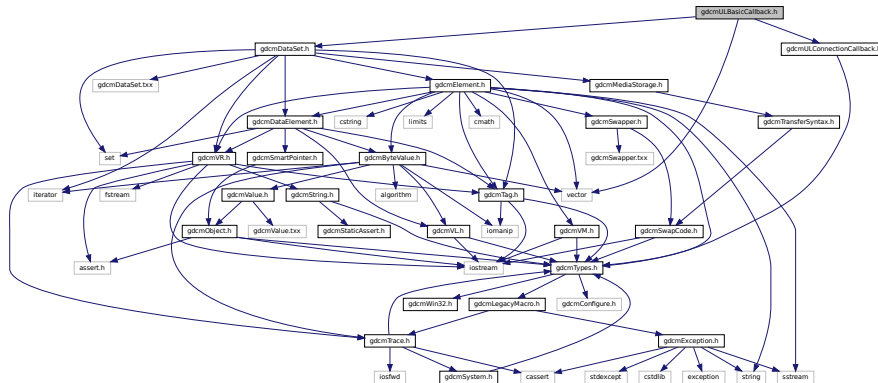 gdcmULBasicCallback.h
gdcmDataSet.h
gdcmULConnectionCallback.h
gdcmDataSet.txx
gdcmElement.h
gdcmMediaStorage.h
gdcmDataElement.h
cstring
limits
cmath
gdcmSwapper.h
gdcmTransferSyntax.h
set
gdcmVR.h
gdcmSmartPointer.h
gdcmByteValue.h
gdcmSwapper.txx
iterator
fstream
gdcmValue.h
gdcmString.h
algorithm
gdcmTag.h
vector
gdcmObject.h
gdcmValue.txx
gdcmStaticAssert.h
gdcmVL.h
iomanip
gdcmVM.h
gdcmSwapCode.h
assert.h
iostream
gdcmTypes.h
gdcmWin32.h
gdcmLegacyMacro.h
gdcmConfigure.h
gdcmTrace.h
gdcmException.h
iosfwd
gdcmSystem.h
cassert
stdexcept
cstdlib
exception
string
sstream